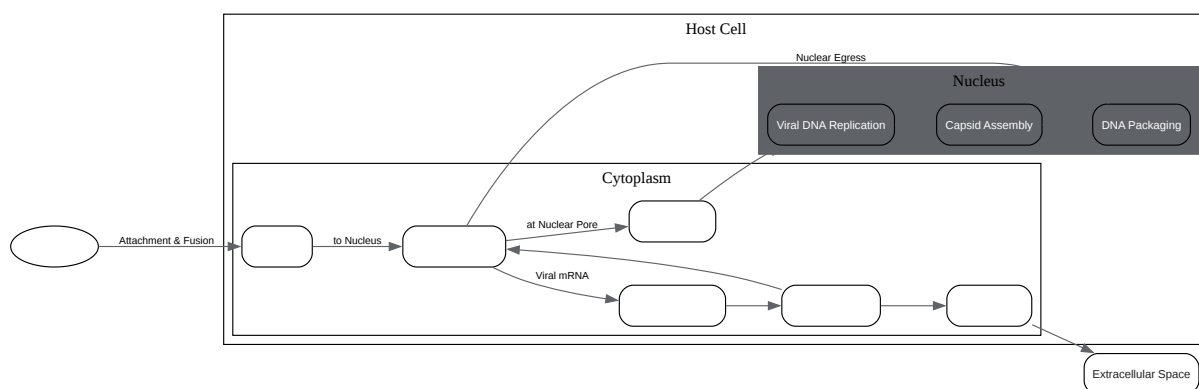 Host Cell
Nuclear Egress
Nucleus
Viral DNA Replication
Capsid Assembly
DNA Packaging
Cytoplasm
at Nuclear Pore
Attachment & Fusion
to Nucleus
Viral mRNA
Extracellular Space